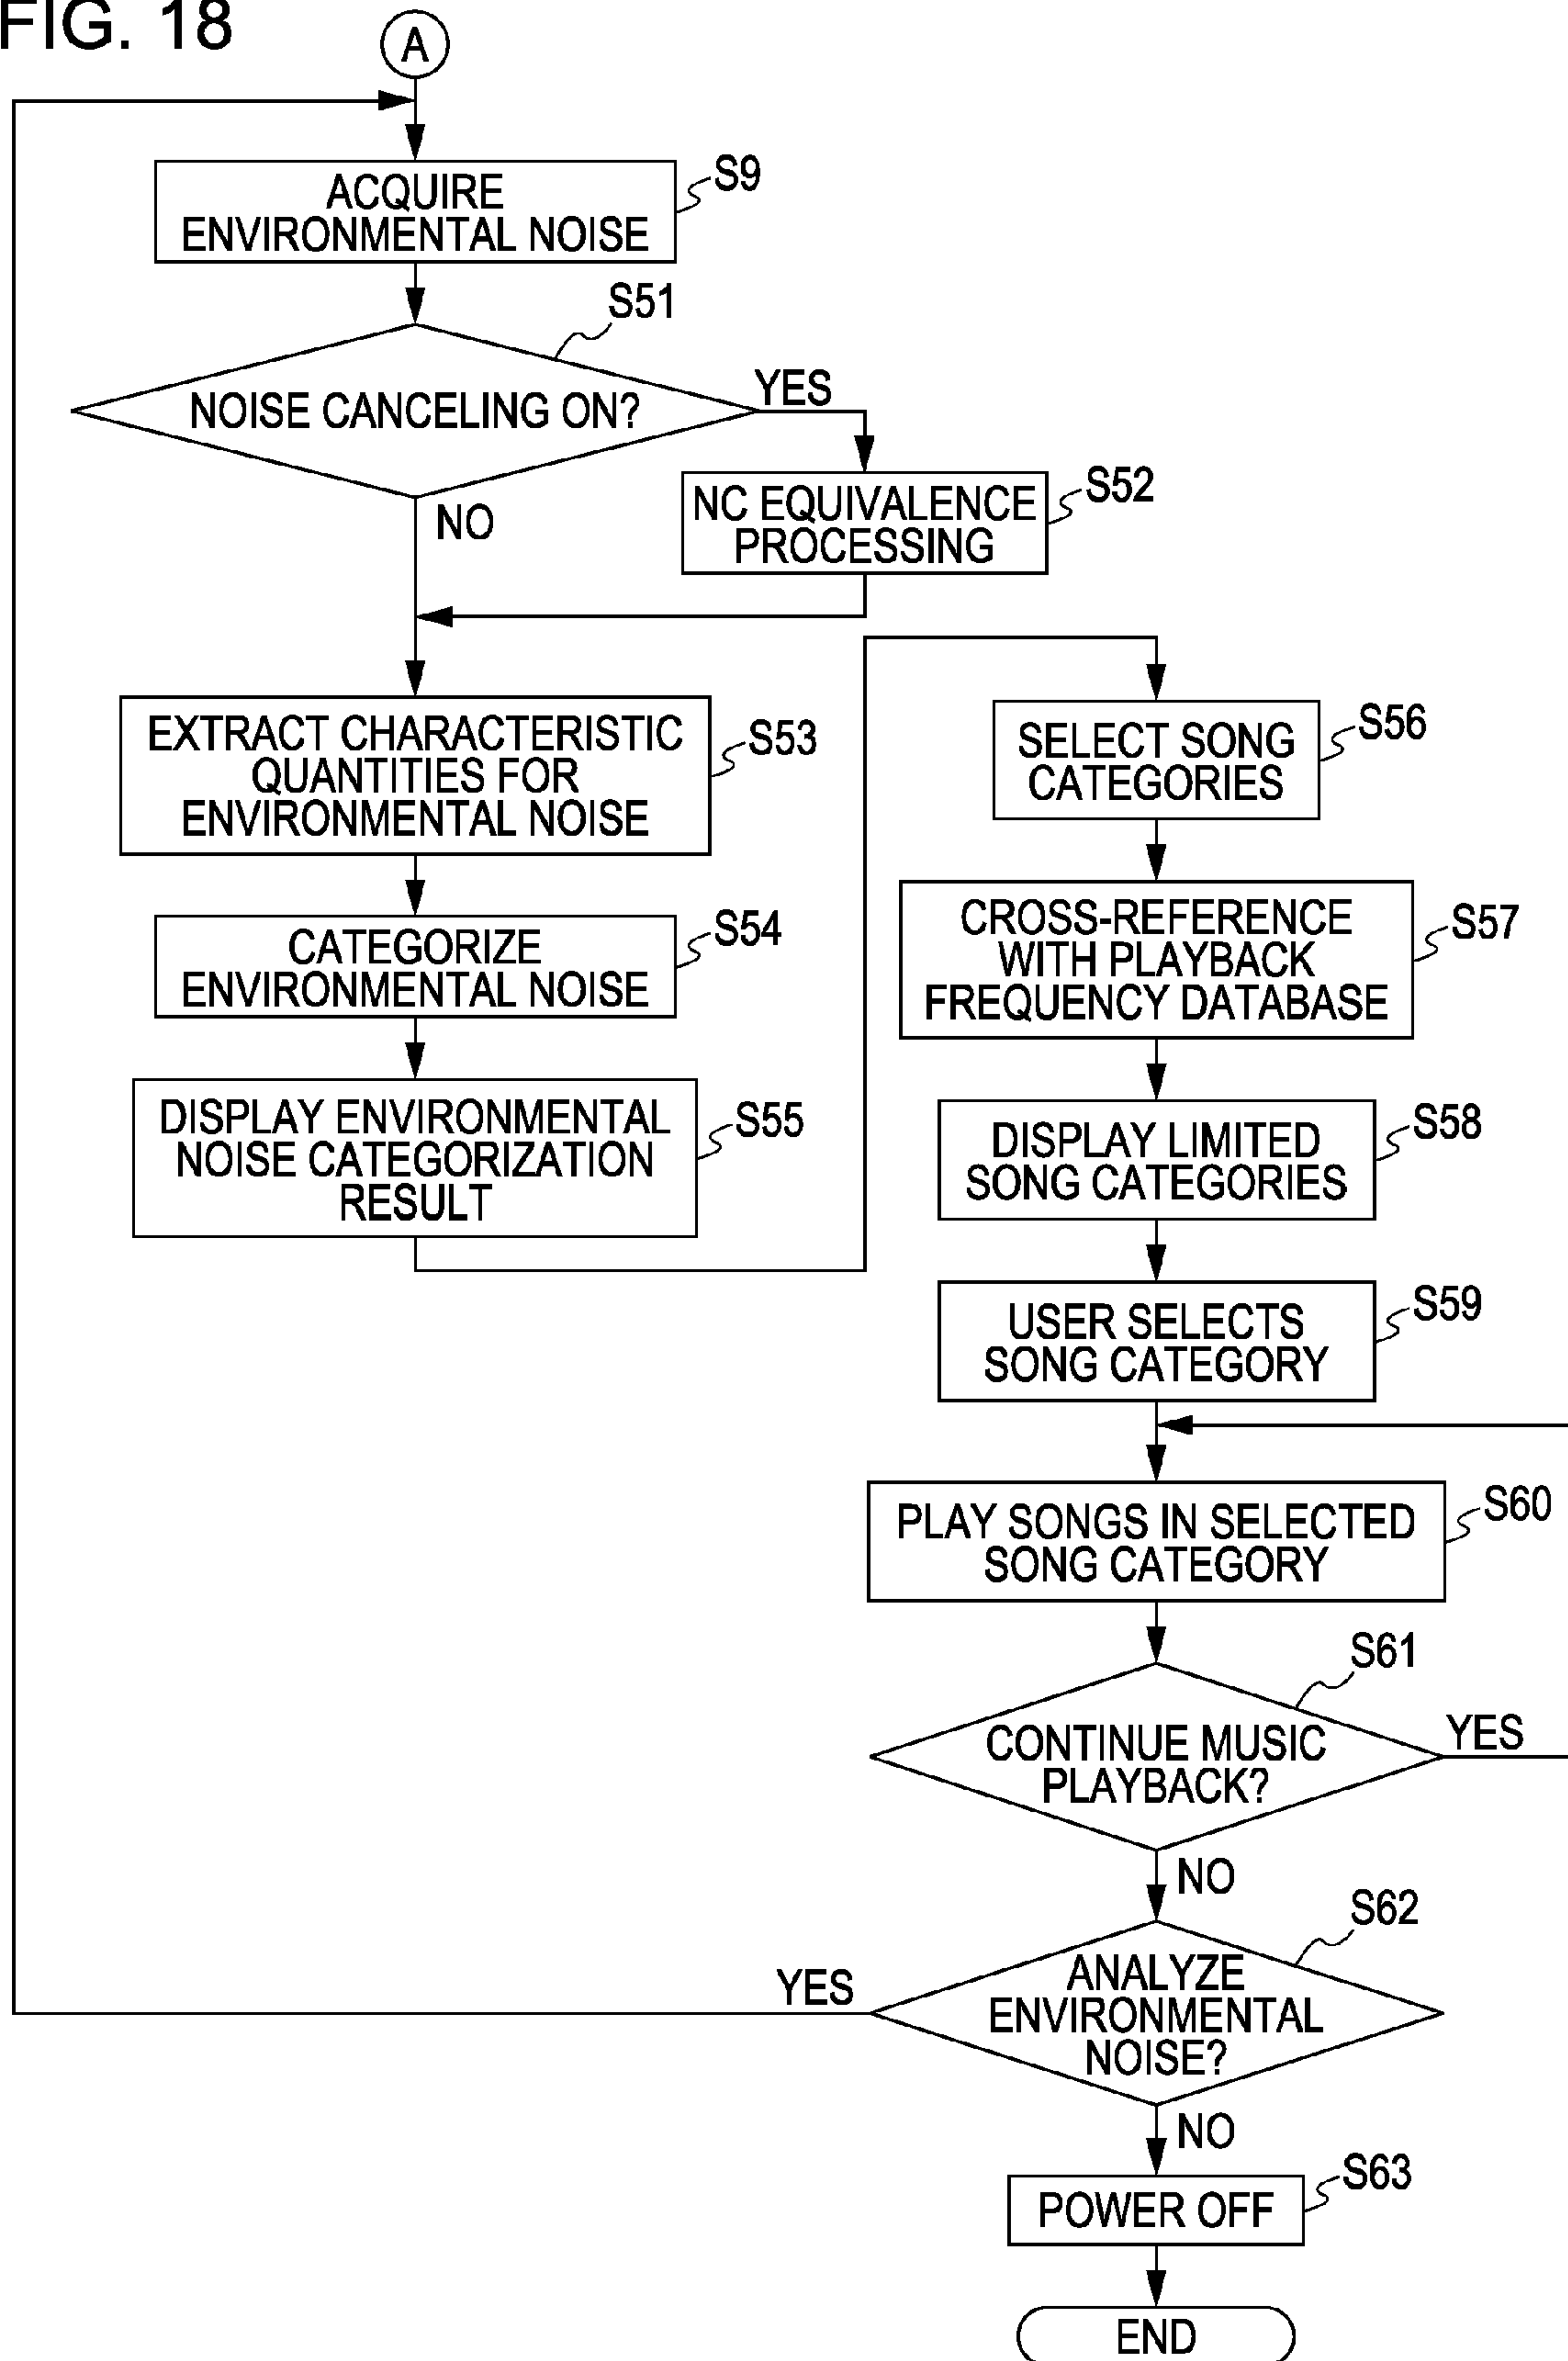 FIG. 18
A
ACQUIRE
ENVIRONMENTAL NOISE
S9
S51
NOISE CANCELING ON?
YES
NO
NC EQUIVALENCE
PROCESSING
S52
EXTRACT CHARACTERISTIC
QUANTITIES FOR
ENVIRONMENTAL NOISE
S53
CATEGORIZE
ENVIRONMENTAL NOISE
S54
DISPLAY ENVIRONMENTAL
NOISE CATEGORIZATION
RESULT
S55
SELECT SONG
CATEGORIES
S56
CROSS-REFERENCE
WITH PLAYBACK
FREQUENCY DATABASE
S57
DISPLAY LIMITED
SONG CATEGORIES
S58
USER SELECTS
SONG CATEGORY
S59
PLAY SONGS IN SELECTED
SONG CATEGORY
S60
S61
CONTINUE MUSIC
PLAYBACK?
YES
NO
S62
ANALYZE
ENVIRONMENTAL
NOISE?
YES
NO
POWER OFF
S63
END